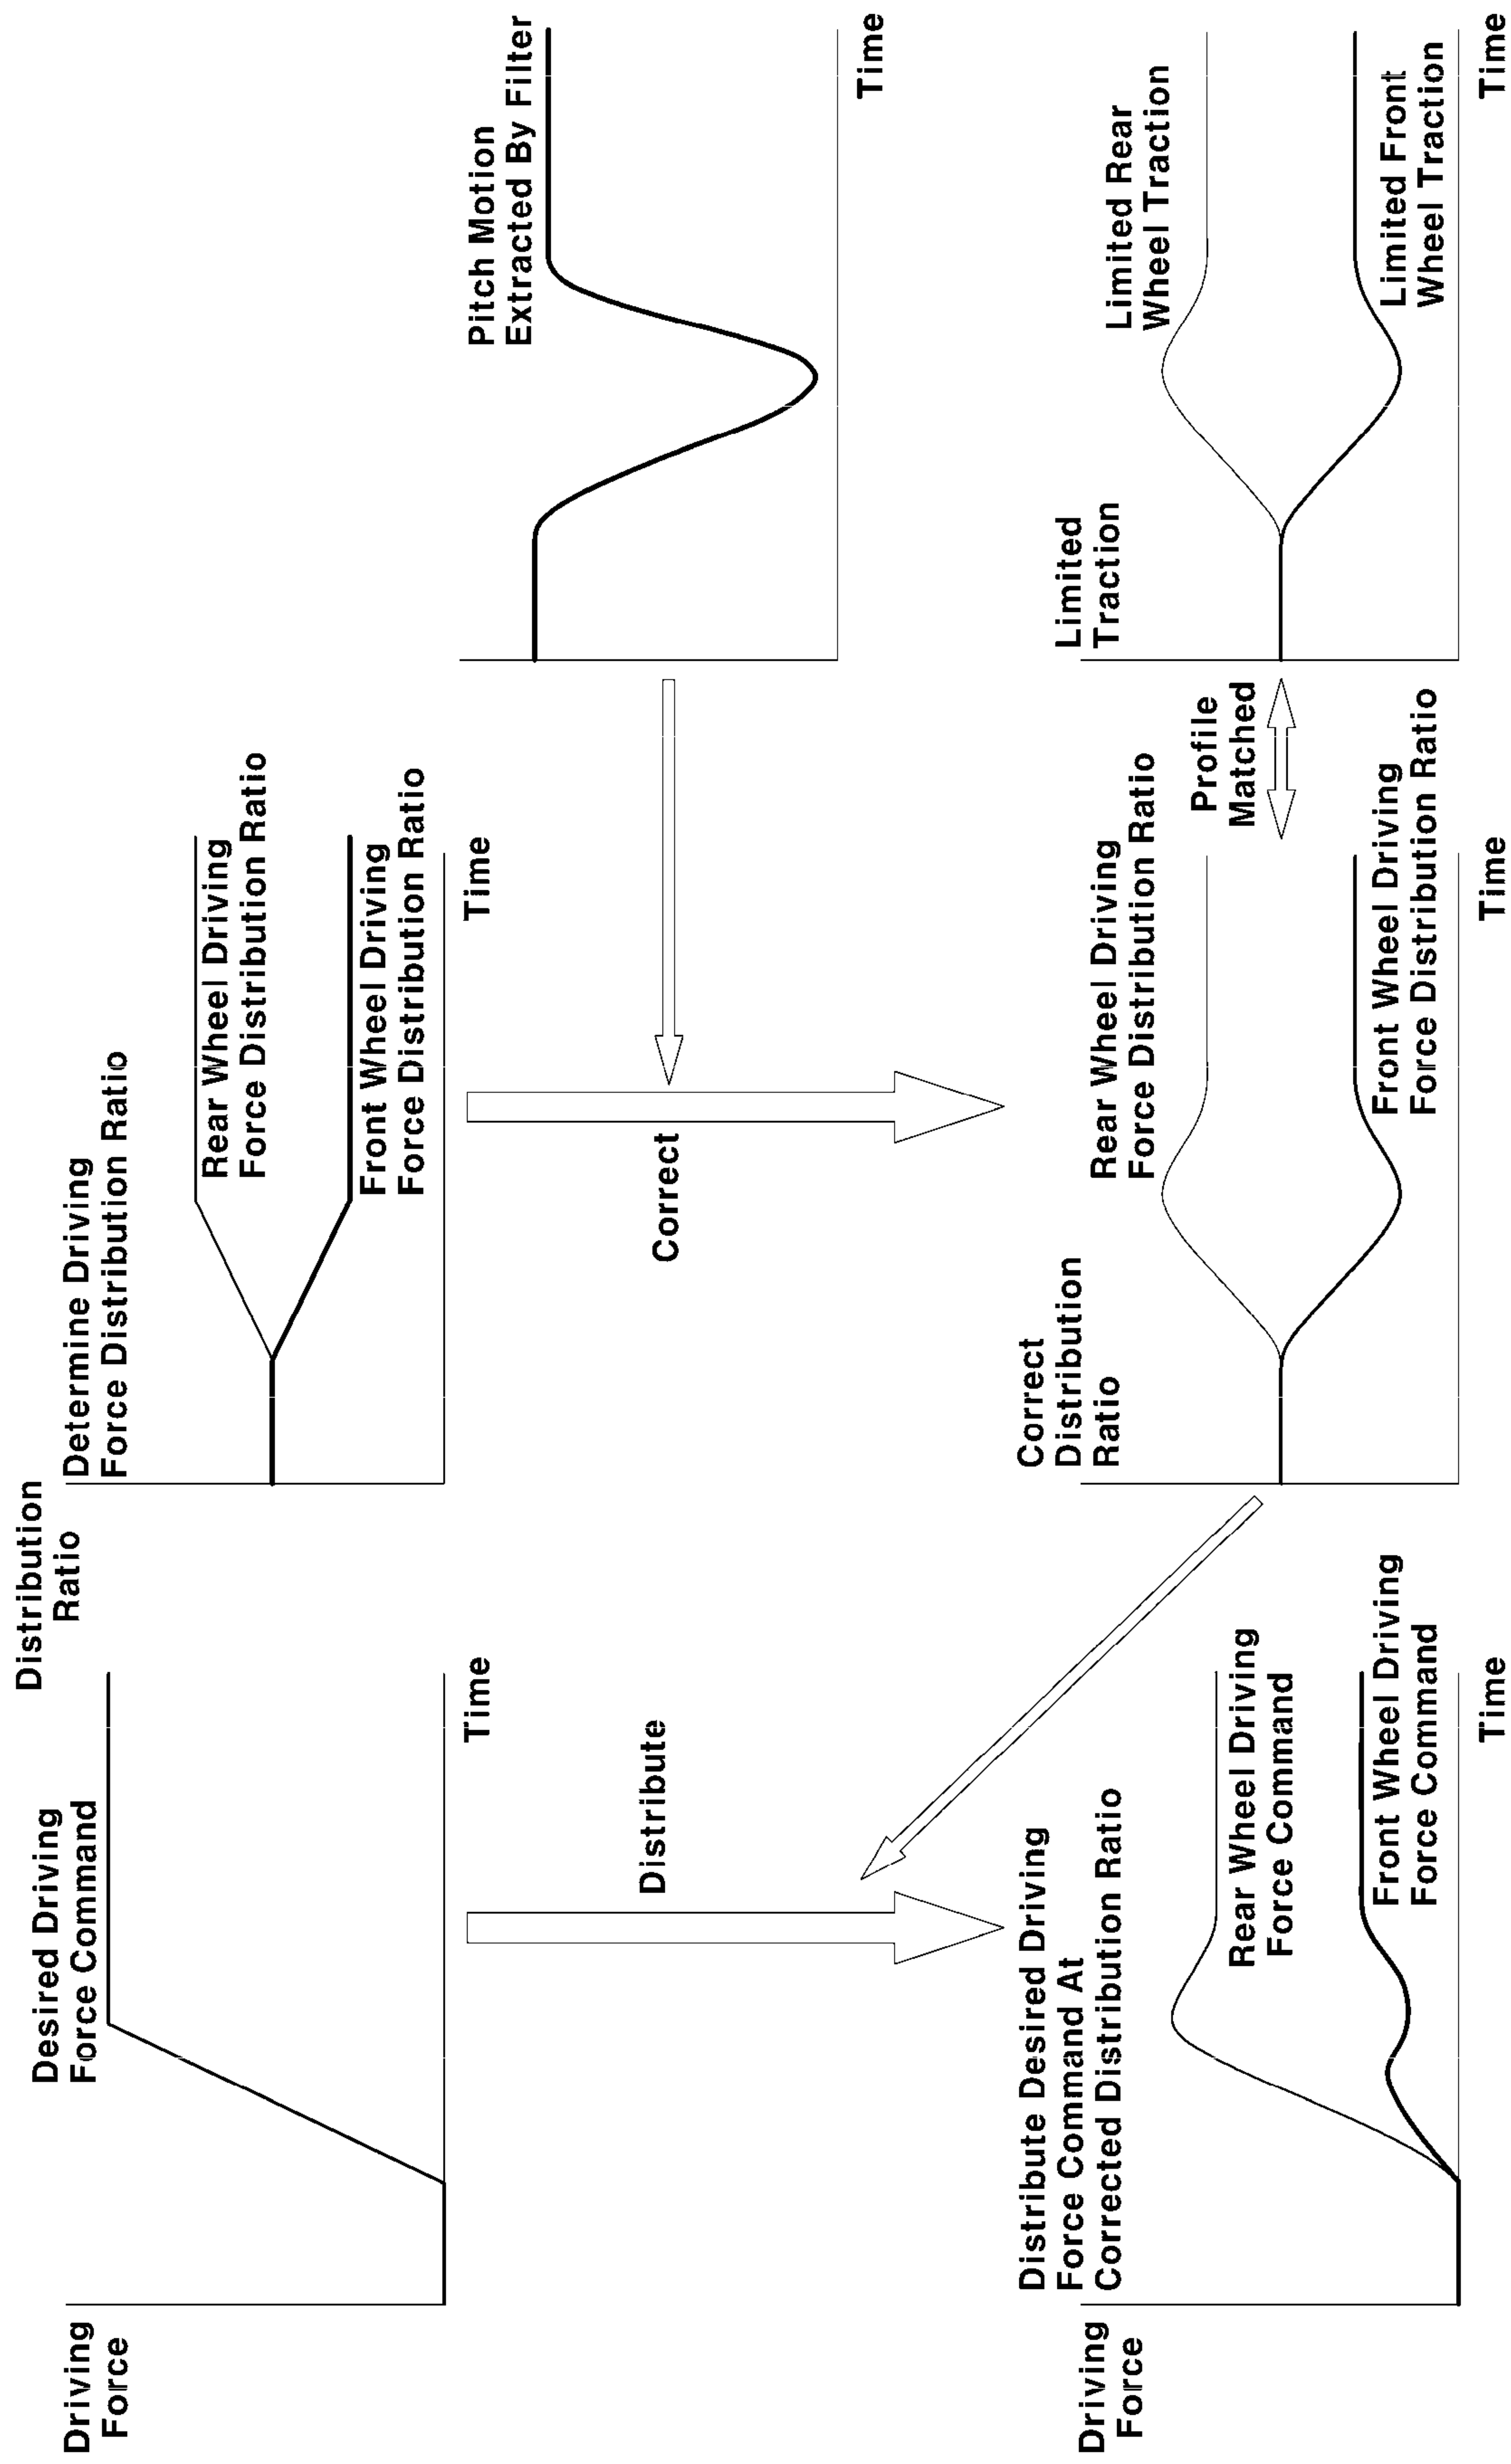 Driving
Force
Desired Driving
Force Command
Time
Distribution
Ratio
Determine Driving
Force Distribution Ratio
Rear Wheel Driving
Force Distribution Ratio
Front Wheel Driving
Force Distribution Ratio
Time
Pitch Motion
Extracted By Filter
Time
Distribute
Correct
Driving
Force
Distribute Desired Driving
Force Command At
Corrected Distribution Ratio
Rear Wheel Driving
Force Command
Front Wheel Driving
Force Command
Time
Correct
Distribution
Ratio
Rear Wheel Driving
Force Distribution Ratio
Front Wheel Driving
Force Distribution Ratio
Time
Profile
Matched
Limited
Traction
Limited Rear
Wheel Traction
Limited Front
Wheel Traction
Time